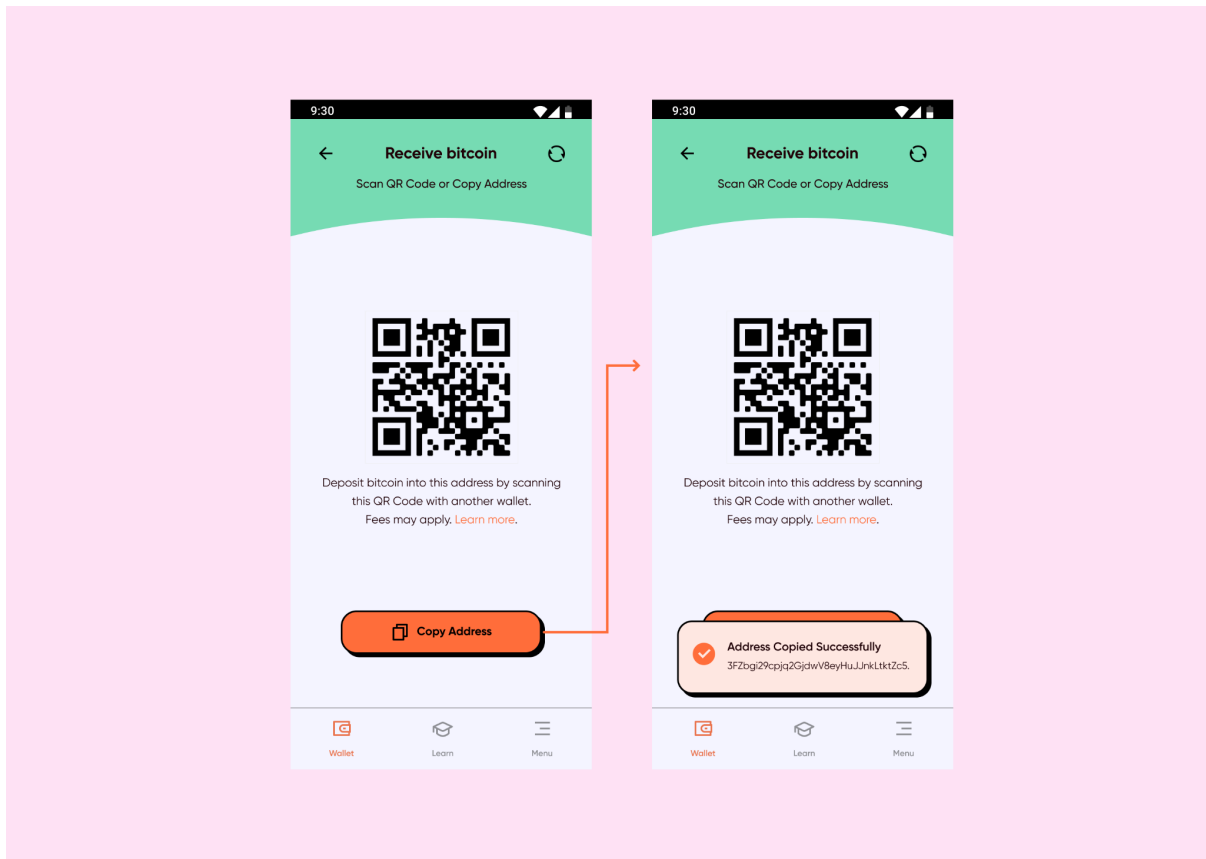 9:30
Receive bitcoin
Scan QR Code or Copy Address
Deposit bitcoin into this address by scanning
this QR Code with another wallet.
Fees may apply. Learn more.
Copy Address
Wallet
Learn
Menu
9:30
Receive bitcoin
Scan QR Code or Copy Address
Deposit bitcoin into this address by scanning
this QR Code with another wallet.
Fees may apply. Learn more.
Address Copied Successfully
3FZbgi29cpjq2GjdwV8eyHuJJnkLtktZc5.
Wallet
Learn
Menu